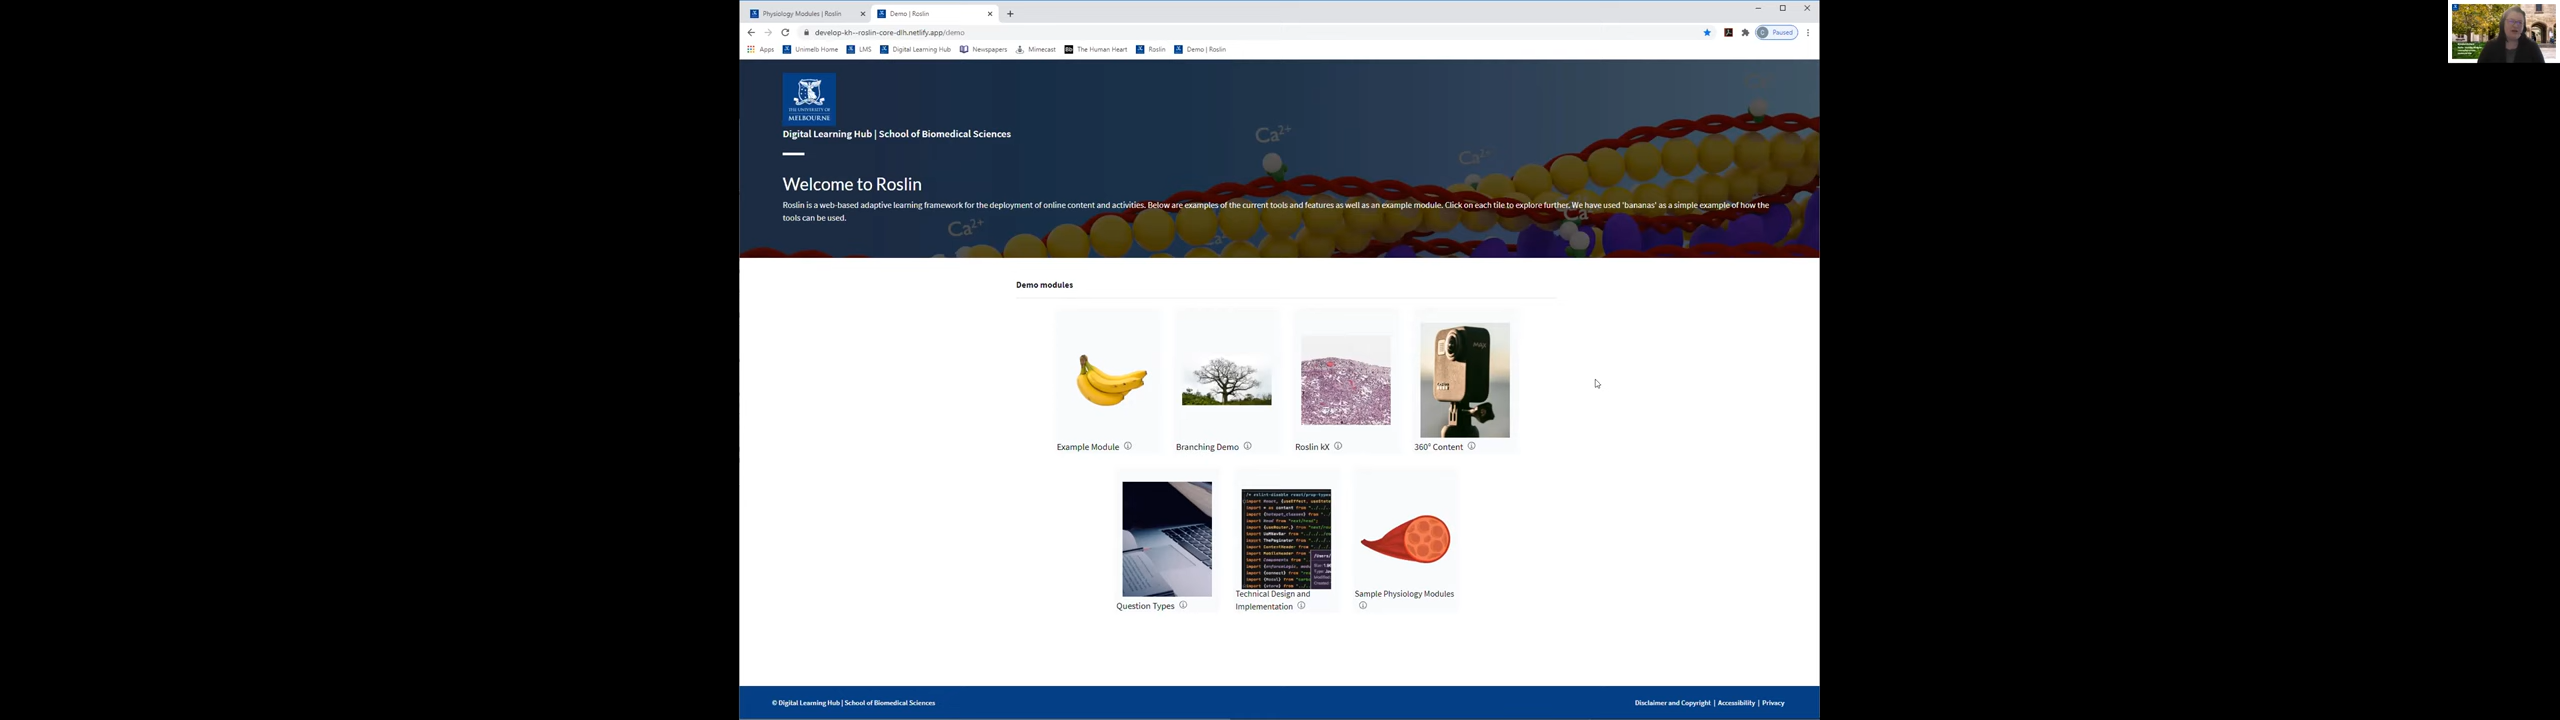 Physiology Modules | Roslin
Demo | Roslin
develop-kh--roslin-core-dlh.netlify.app/demo
Paused
Apps
Unimelb Home
LMS
Digital Learning Hub
Newspapers
Mimecast
Bb The Human Heart
Roslin
Demo | Roslin
THE UNIVERSITY OF
MELBOURNE
Digital Learning Hub | School of Biomedical Sciences
Ca2+
Ca2+
Ca2+
Welcome to Roslin
Roslin is a web-based adaptive learning framework for the deployment of online content and activities. Below are examples of the current tools and features as well as an example module. Click on each tile to explore further. We have used 'bananas' as a simple example of how the
tools can be used.
Demo modules
MAX
Example Module
Branching Demo
Roslin kX
360° Content
Question Types
Technical Design and
Implementation
Sample Physiology Modules
© Digital Learning Hub | School of Biomedical Sciences
Disclaimer and Copyright | Accessibility | Privacy